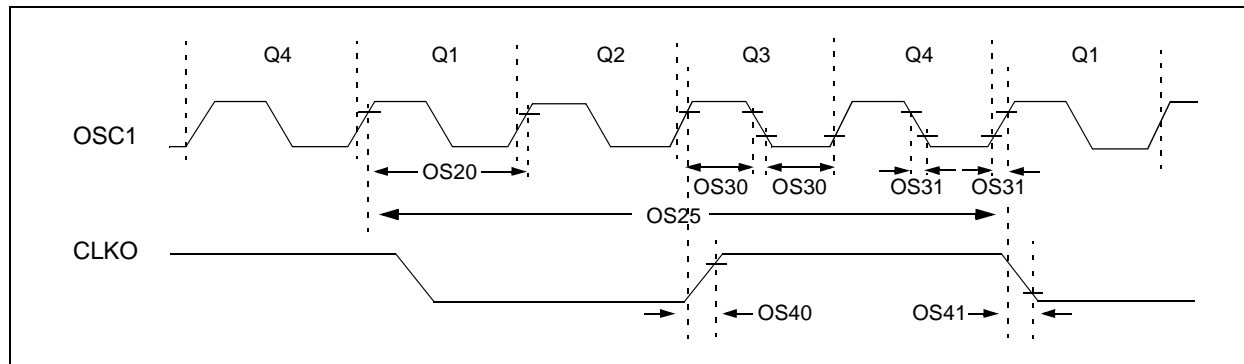 Q4 Q1 Q2 Q3 Q4 Q1
OSC1
OS20 OS30 OS30 OS31 OS31
OS25
CLKO
OS40 OS41